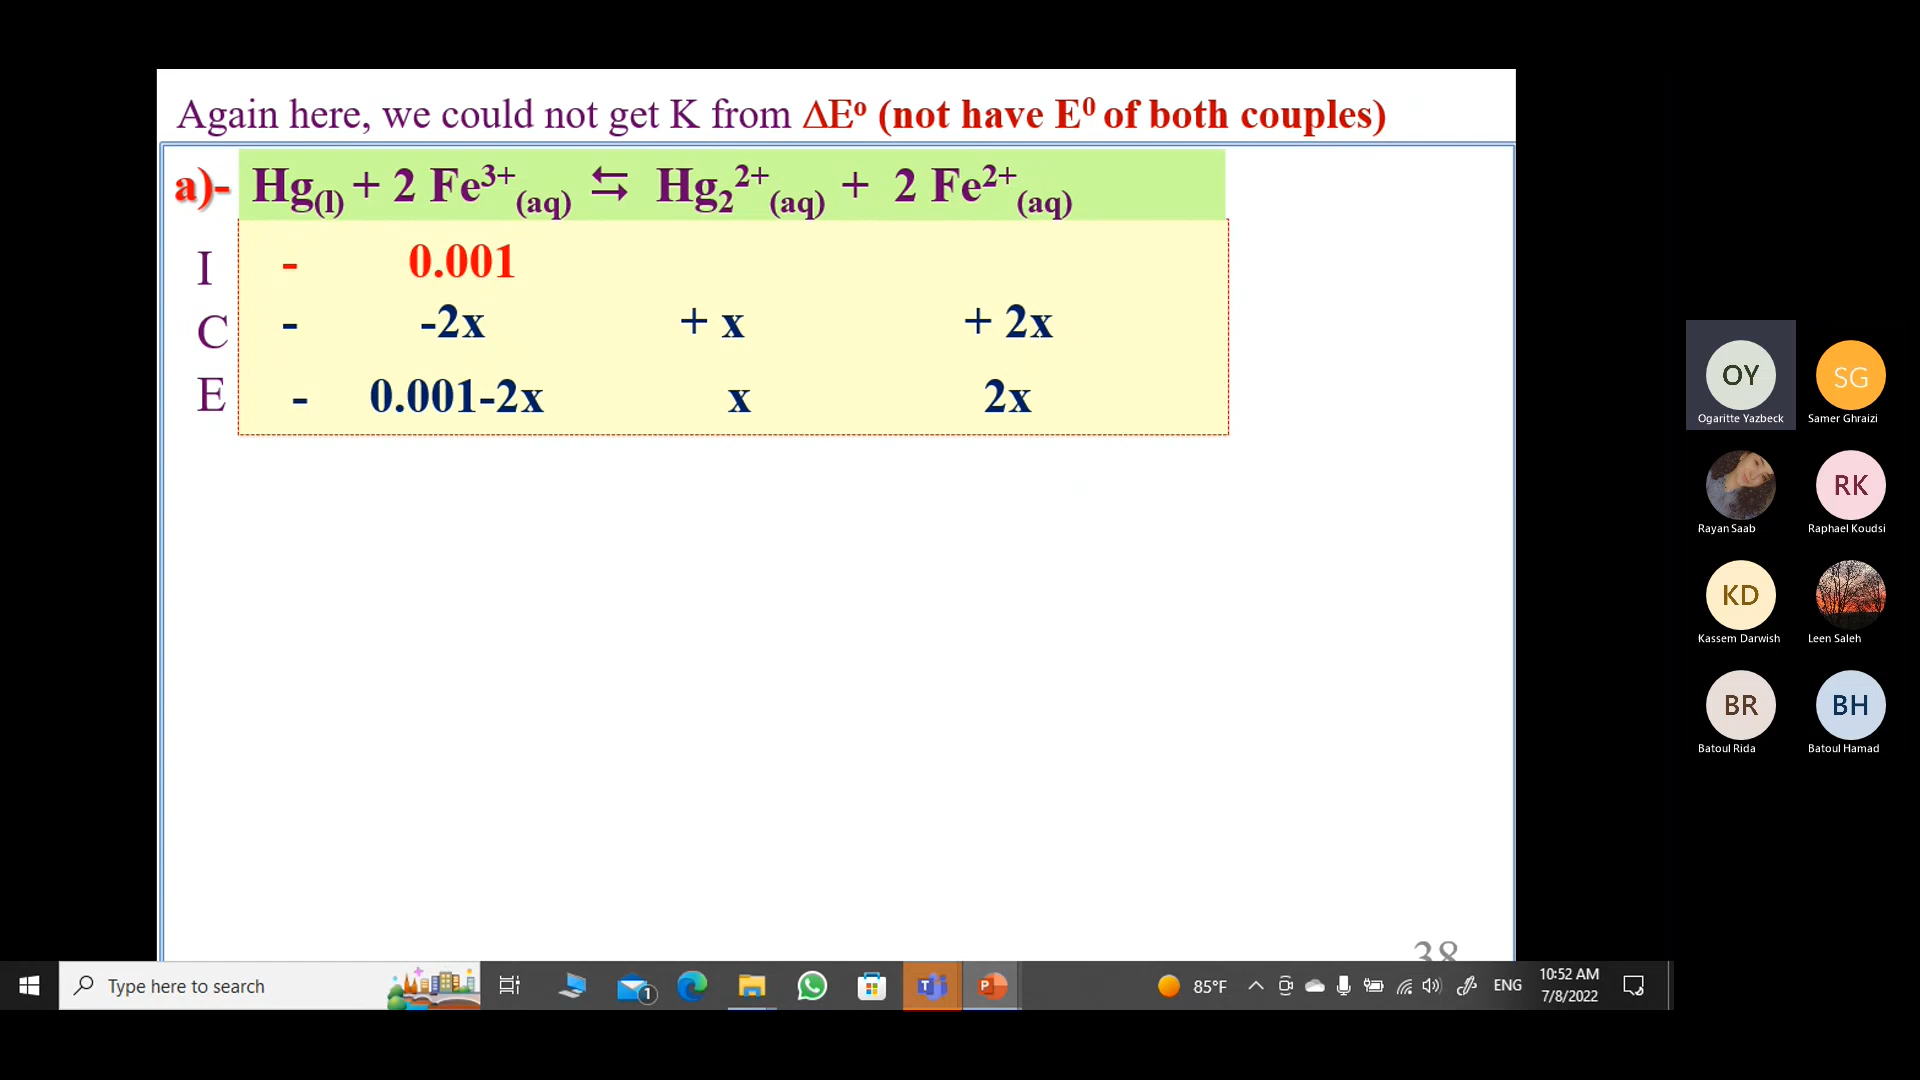 Again here, we could not get K from ΔEº (not have E⁰ of both couples)
a)- Hg(l) + 2 Fe³⁺(aq) ⇆ Hg₂²⁺(aq) + 2 Fe²⁺(aq)
I - 0.001
C - -2x + x + 2x
E - 0.001-2x x 2x
38
OY
Ogaritte Yazbeck
SG
Samer Ghraizi
Rayan Saab
RK
Raphael Koudsi
KD
Kassem Darwish
Leen Saleh
BR
Batoul Rida
BH
Batoul Hamad
Type here to search
1
85°F
ENG
10:52 AM
7/8/2022